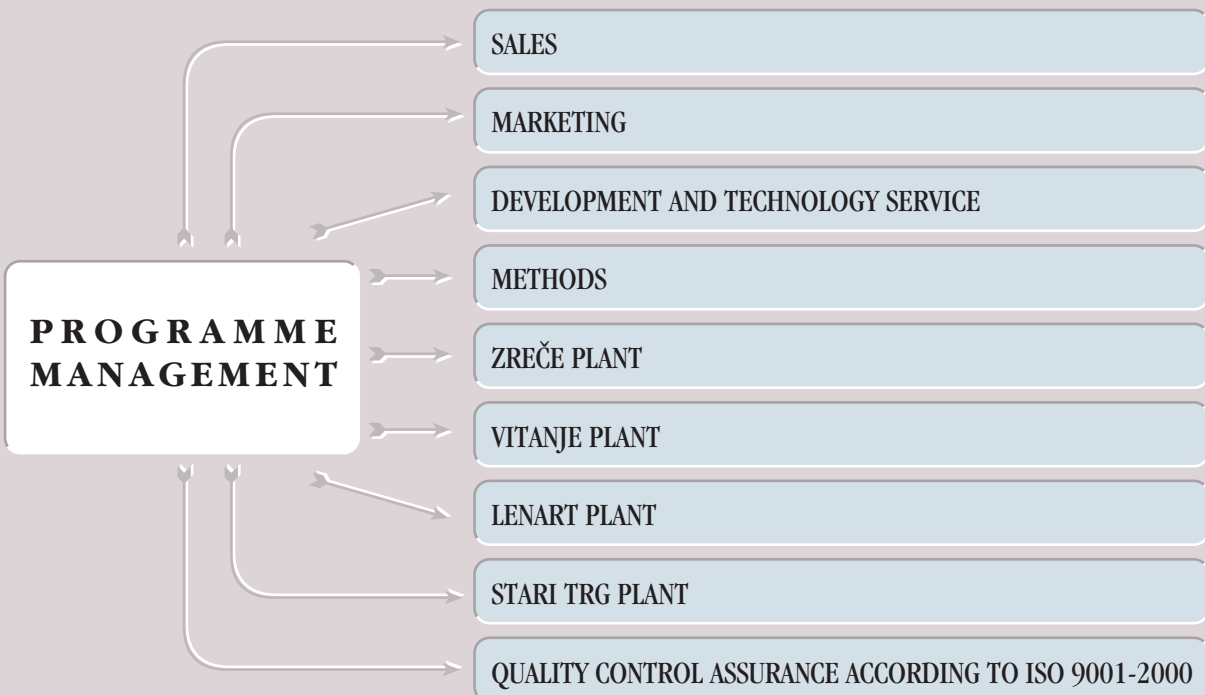 SALES
MARKETING
DEVELOPMENT AND TECHNOLOGY SERVICE
METHODS
PROGRAMME
MANAGEMENT
ZREČE PLANT
VITANJE PLANT
LENART PLANT
STARI TRG PLANT
QUALITY CONTROL ASSURANCE ACCORDING TO ISO 9001-2000